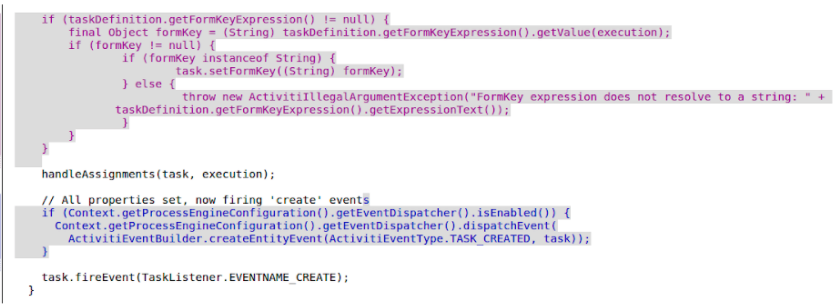 if (taskDefinition.getFormKeyExpression() != null) {
final Object formKey = (String) taskDefinition.getFormKeyExpression().getValue(execution);
if (formKey != null) {
if (formKey instanceof String) {
task.setFormKey((String) formKey);
} else {
throw new ActivitiIllegalArgumentException("FormKey expression does not resolve to a string: " +
taskDefinition.getFormKeyExpression().getExpressionText());
}
}
}
handleAssignments(task, execution);
// All properties set, now firing 'create' events
if (Context.getProcessEngineConfiguration().getEventDispatcher().isEnabled()) {
Context.getProcessEngineConfiguration().getEventDispatcher().dispatchEvent(
ActivitiEventBuilder.createEntityEvent(ActivitiEventType.TASK_CREATED, task));
}
task.fireEvent(TaskListener.EVENTNAME_CREATE);
}